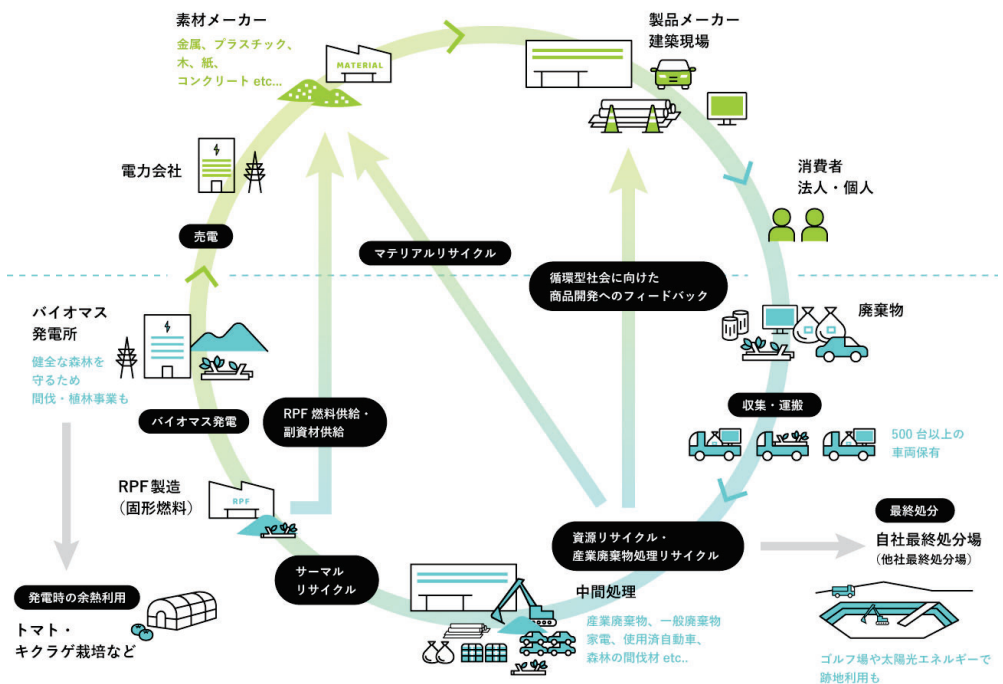 素材メーカー
金属、プラスチック、
木、紙、
コンクリート etc...
MATERIAL
製品メーカー
建築現場
電力会社
売電
消費者
法人・個人
マテリアルリサイクル
循環型社会に向けた
商品開発へのフィードバック
バイオマス
発電所
健全な森林を
守るため
間伐・植林事業も
廃棄物
バイオマス発電
RPF 燃料供給・
副資材供給
収集・運搬
500 台以上の
車両保有
RPF 製造
(固形燃料)
RPF
資源リサイクル・
産業廃棄物処理リサイクル
最終処分
自社最終処分場
(他社最終処分場)
サーマル
リサイクル
中間処理
産業廃棄物、一般廃棄物
家電、使用済自動車、
森林の間伐材 etc..
発電時の余熱利用
トマト・
キクラゲ栽培など
ゴルフ場や太陽光エネルギーで
跡地利用も